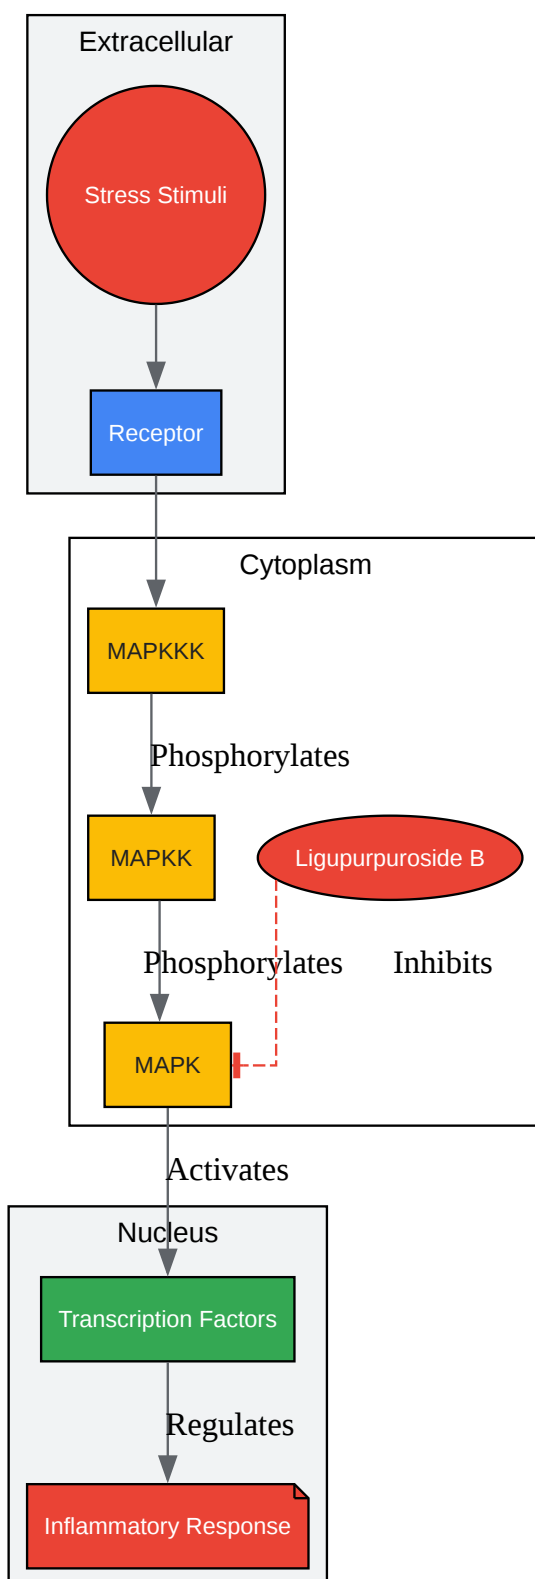 Extracellular
Stress Stimuli
Receptor
Cytoplasm
MAPKKK
Phosphorylates
MAPKK
Ligupurpuroside B
Phosphorylates
Inhibits
MAPK
Activates
Nucleus
Transcription Factors
Regulates
Inflammatory Response